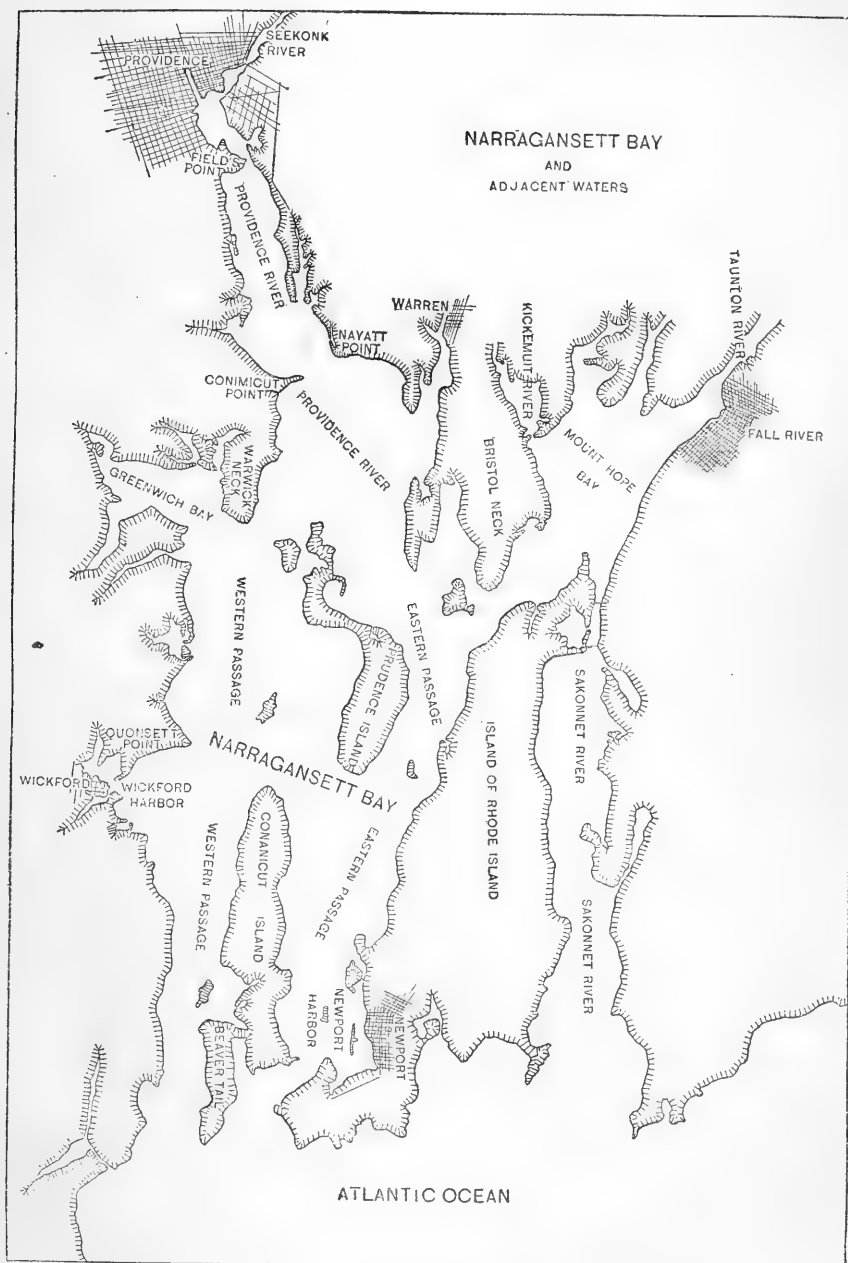 SEEKONK
RIVER
PROVIDENCE
NARRAGANSETT BAY
AND
ADJACENT WATERS
FIELD'S
POINT
PROVIDENCE RIVER
TAUNTON RIVER
WARREN
KICKEMUIT RIVER
NAYATT
POINT
CONIMICUT
POINT
PROVIDENCE RIVER
FALL RIVER
MOUNT HOPE
BAY
WARWICK
NECK
BRISTOL NECK
GREENWICH BAY
WESTERN PASSAGE
EASTERN PASSAGE
PRUDENCE ISLAND
SAKONNET RIVER
QUONSETT
POINT
NARRAGANSETT BAY
ISLAND OF RHODE ISLAND
WICKFORD
WICKFORD
HARBOR
WESTERN PASSAGE
CONANICUT
ISLAND
EASTERN PASSAGE
SAKONNET RIVER
NEWPORT
HARBOR
NEWPORT
BEAVER TAIL
ATLANTIC OCEAN